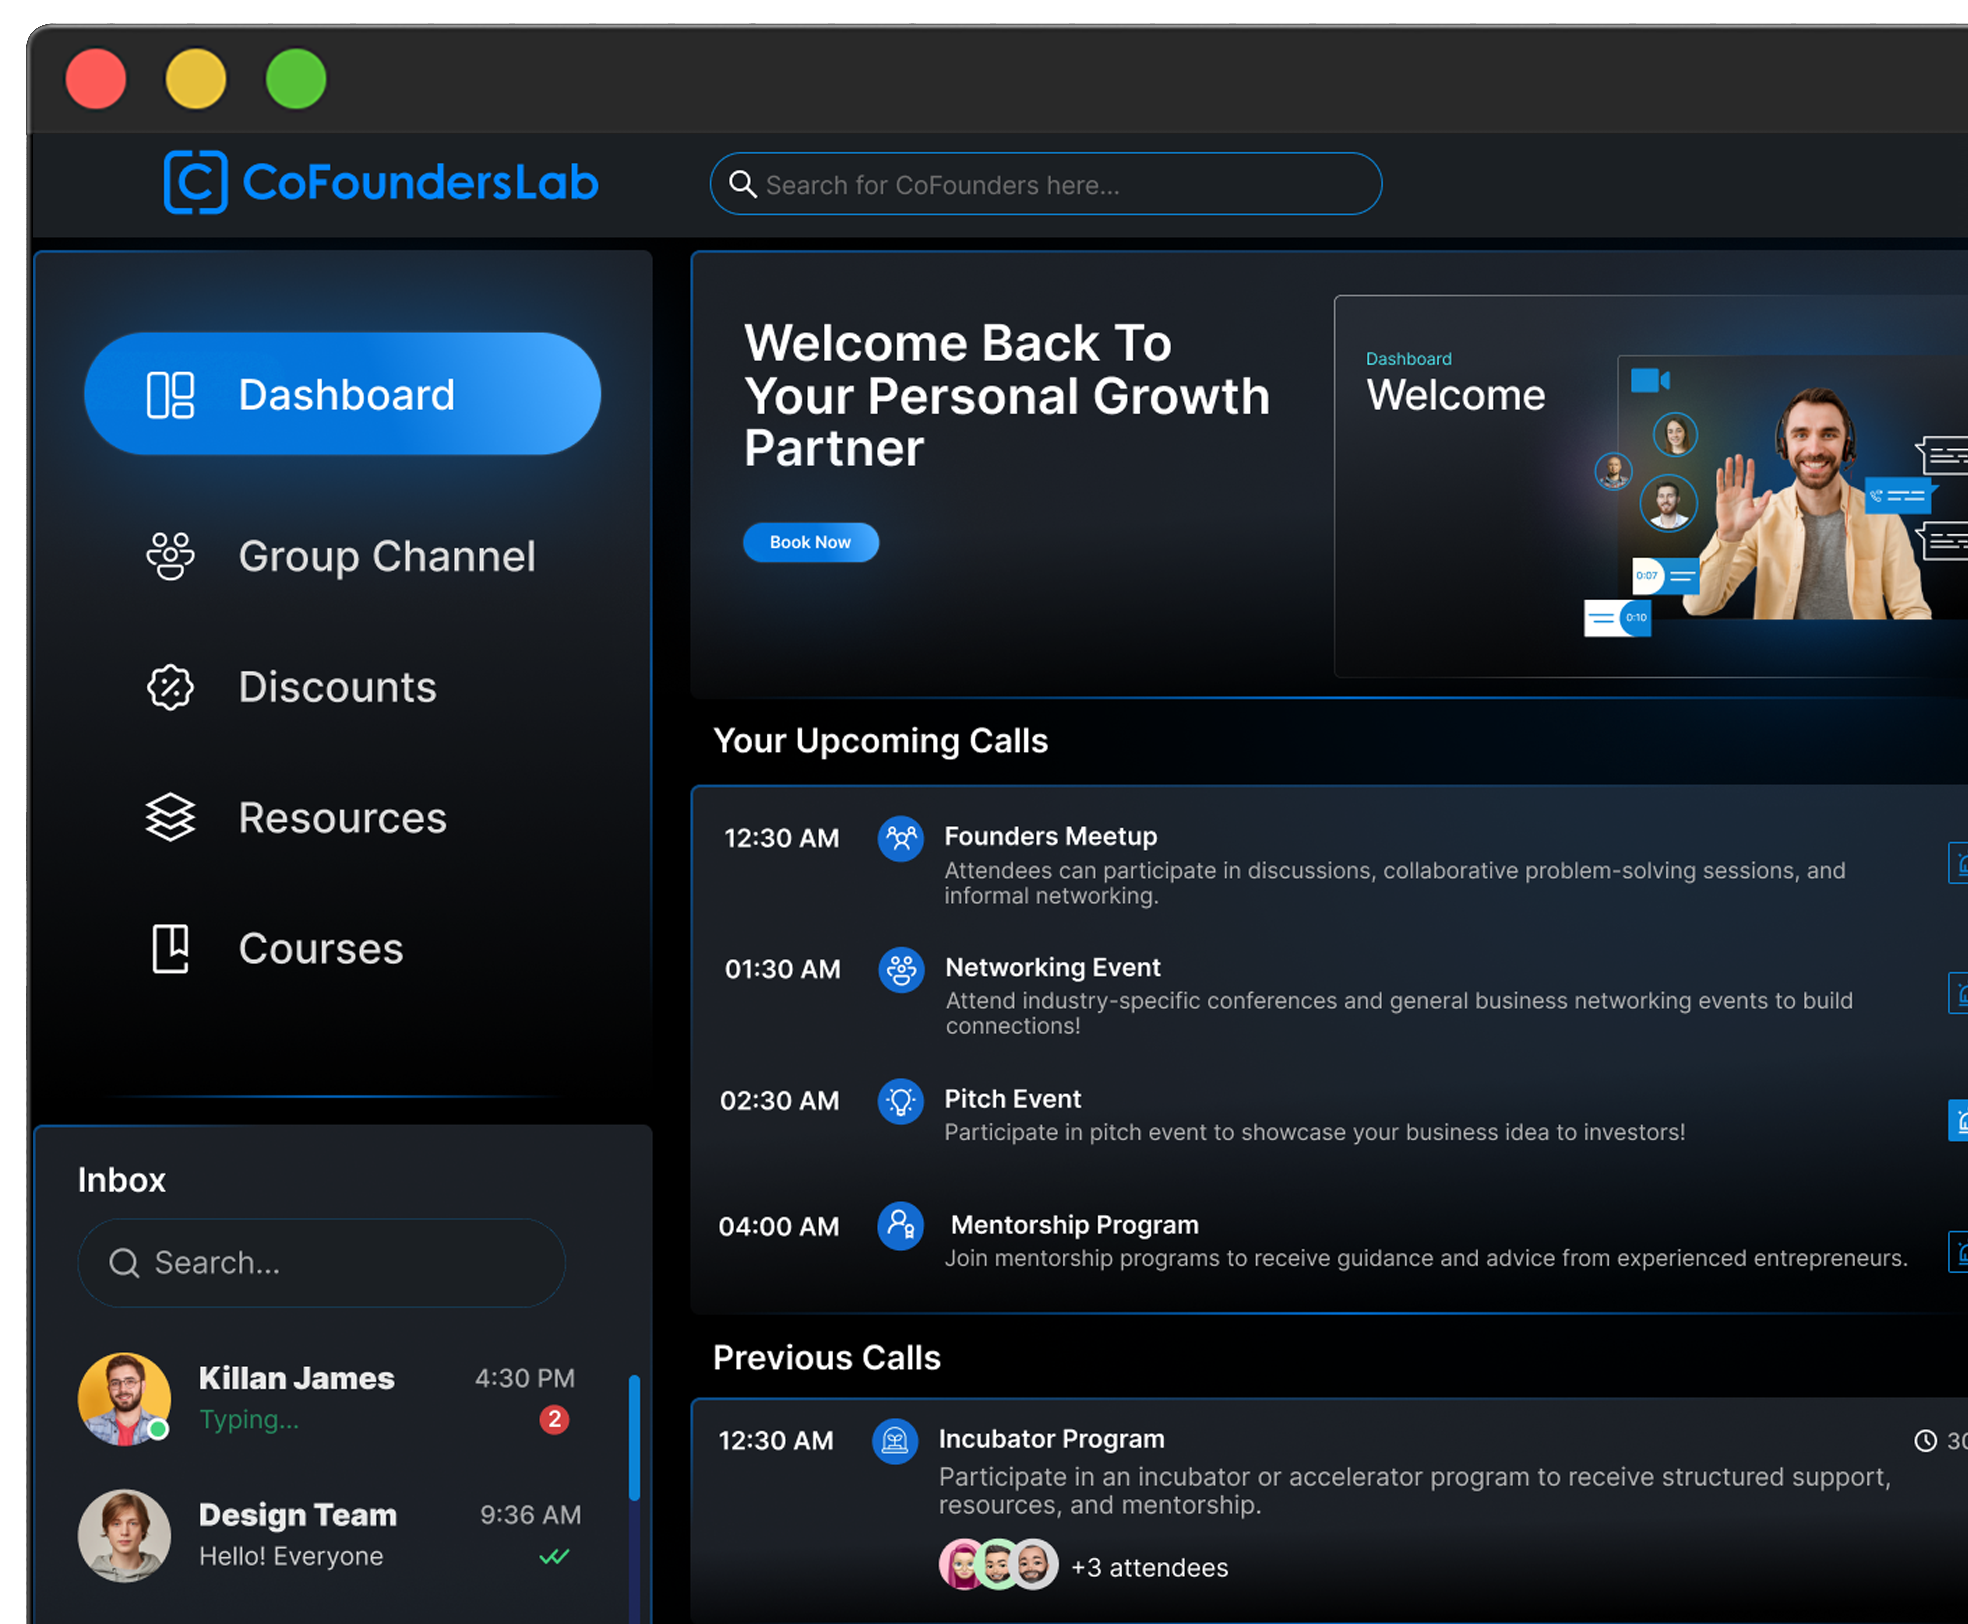 CoFoundersLab
Search for CoFounders here...
Dashboard
Group Channel
Discounts
Resources
Courses
Welcome Back To
Your Personal Growth
Partner
Book Now
Dashboard
Welcome
0:07
0:10
Your Upcoming Calls
12:30 AM
Founders Meetup
Attendees can participate in discussions, collaborative problem-solving sessions, and
informal networking.
01:30 AM
Networking Event
Attend industry-specific conferences and general business networking events to build
connections!
02:30 AM
Pitch Event
Participate in pitch event to showcase your business idea to investors!
04:00 AM
Mentorship Program
Join mentorship programs to receive guidance and advice from experienced entrepreneurs.
Inbox
Search...
Killan James
4:30 PM
Typing...
2
Design Team
9:36 AM
Hello! Everyone
Previous Calls
12:30 AM
Incubator Program
Participate in an incubator or accelerator program to receive structured support,
resources, and mentorship.
+3 attendees